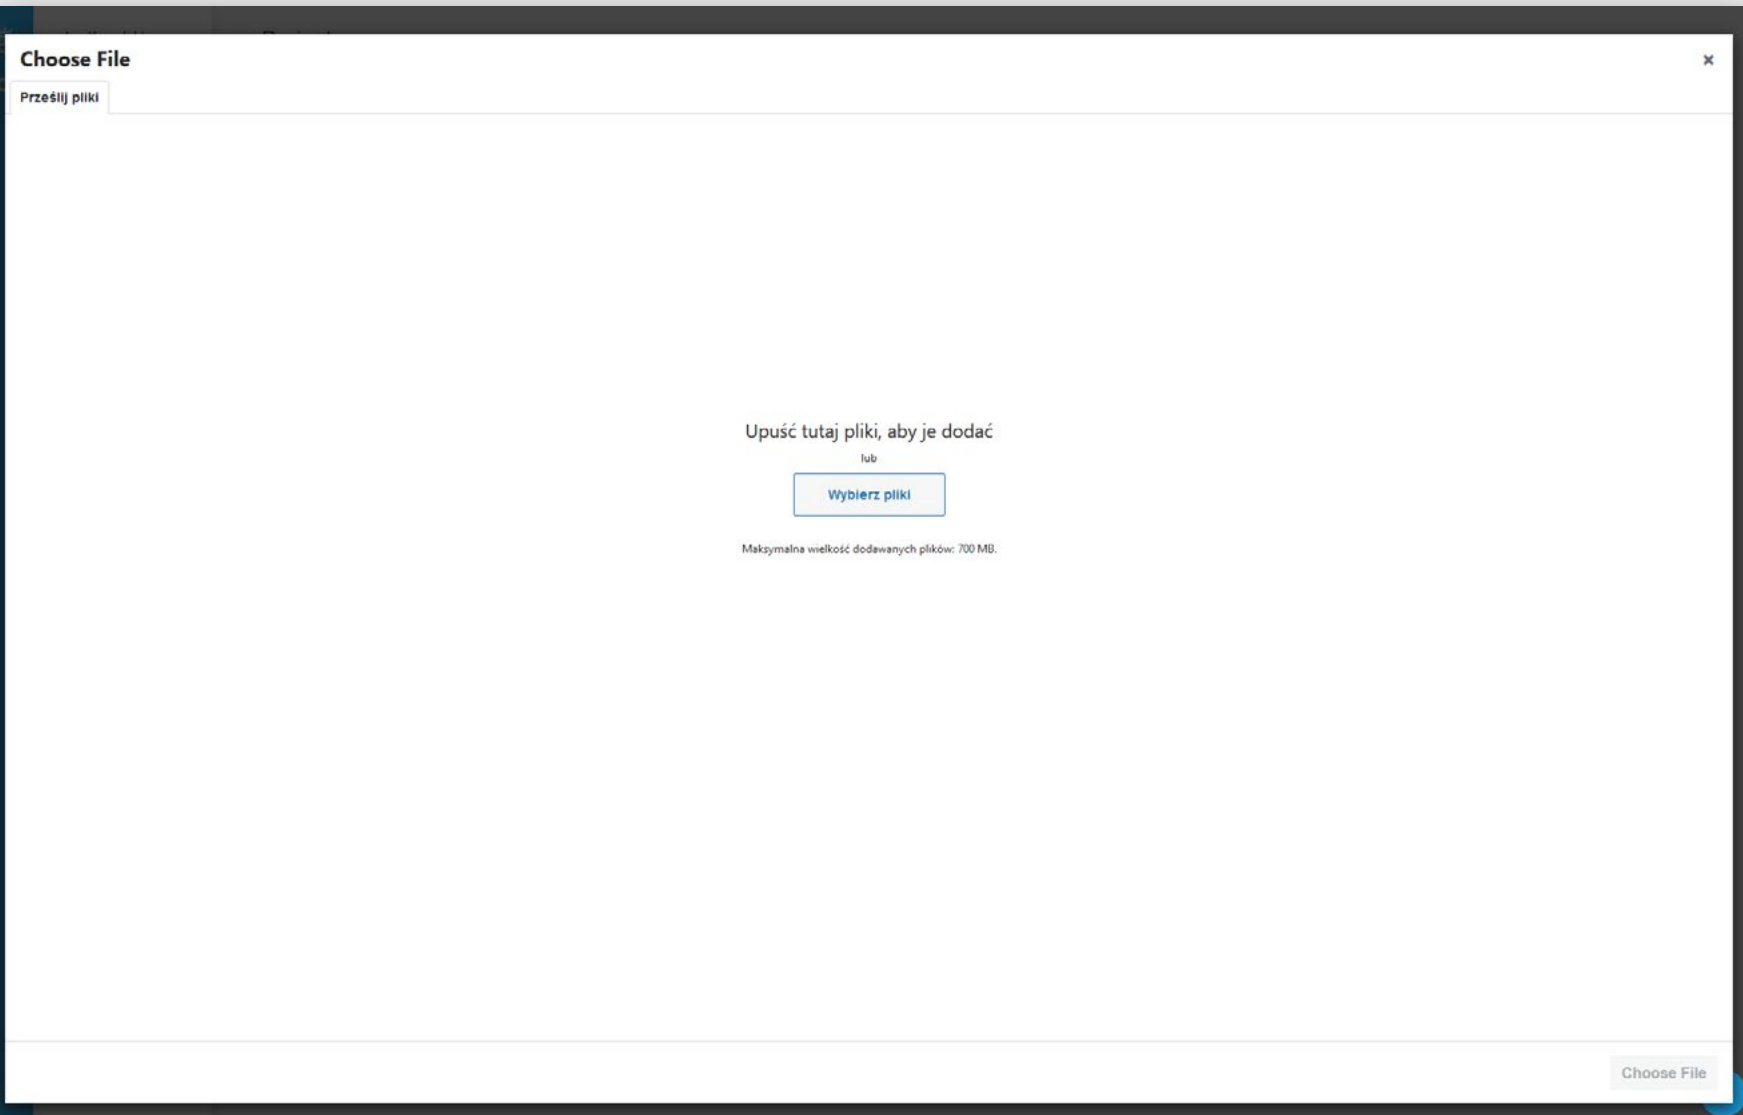 Choose File
×
Prześlij pliki
Upuść tutaj pliki, aby je dodać
lub
Wybierz pliki
Maksymalna wielkość dodawanych plików: 700 MB.
Choose File